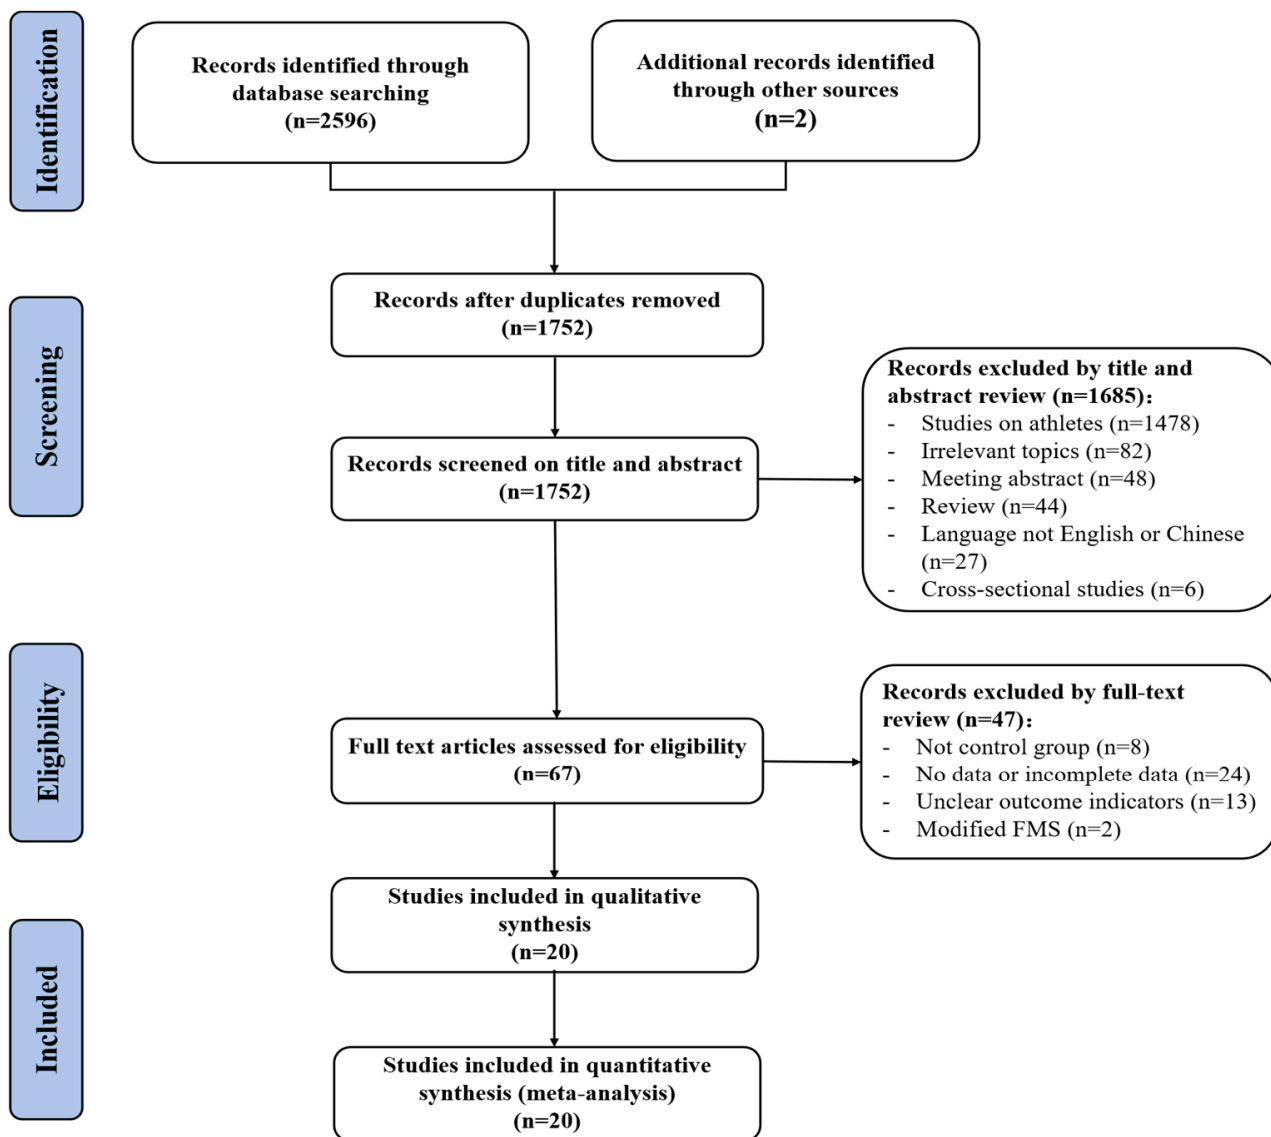 Identification
Records identified through
database searching
(n=2596)
Additional records identified
through other sources
(n=2)
Screening
Records after duplicates removed
(n=1752)
Records screened on title and abstract
(n=1752)
Records excluded by title and
abstract review (n=1685)：
- Studies on athletes (n=1478)
- Irrelevant topics (n=82)
- Meeting abstract (n=48)
- Review (n=44)
- Language not English or Chinese
(n=27)
- Cross-sectional studies (n=6)
Eligibility
Full text articles assessed for eligibility
(n=67)
Records excluded by full-text
review (n=47)：
- Not control group (n=8)
- No data or incomplete data (n=24)
- Unclear outcome indicators (n=13)
- Modified FMS (n=2)
Included
Studies included in qualitative
synthesis
(n=20)
Studies included in quantitative
synthesis (meta-analysis)
(n=20)